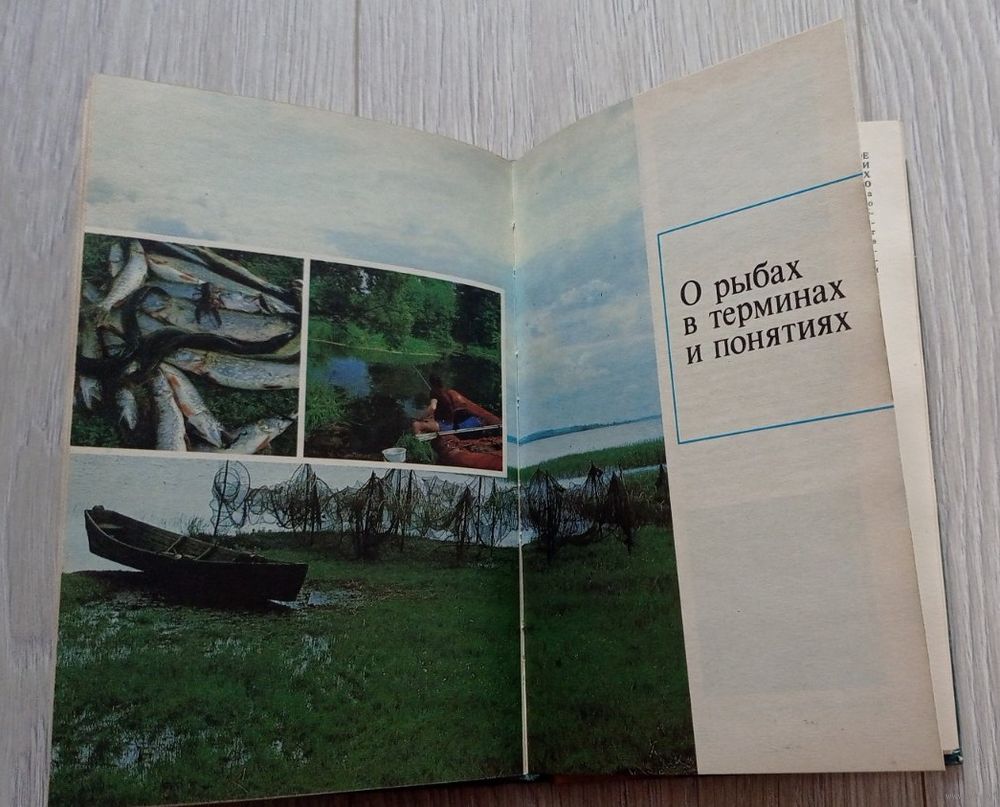 О рыбах
в терминах
и понятиях